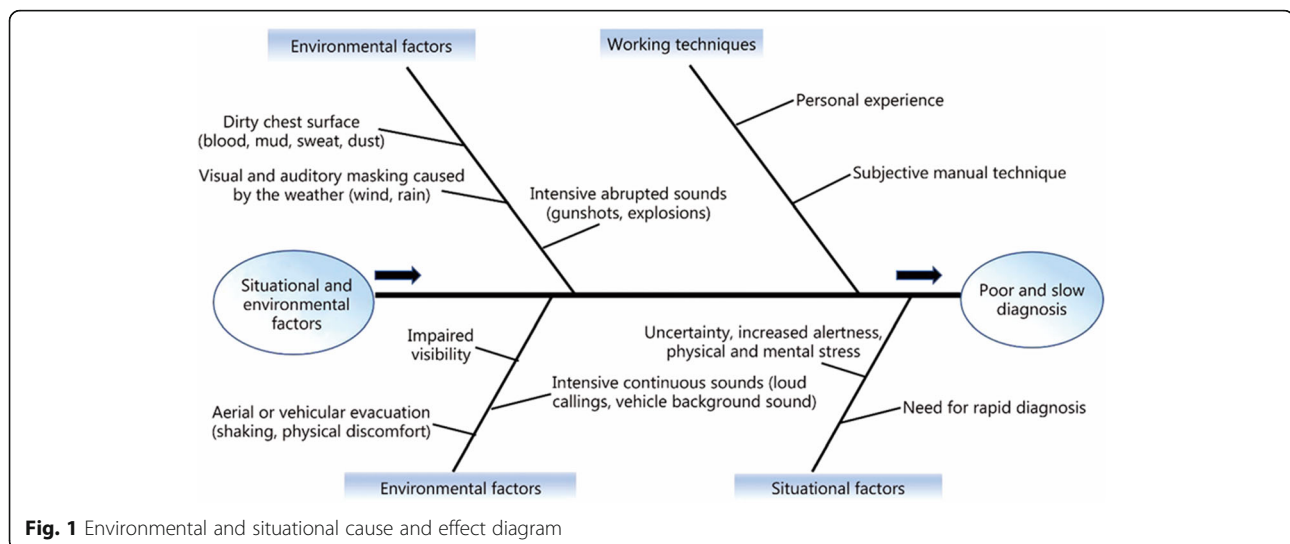 Environmental factors
Working techniques
Personal experience
Dirty chest surface
(blood, mud, sweat, dust)
Subjective manual technique
Visual and auditory masking caused
by the weather (wind, rain)
Intensive abrupted sounds
(gunshots, explosions)
Situational and
environmental
factors
Poor and slow
diagnosis
Impaired
visibility
Uncertainty, increased alertness,
physical and mental stress
Intensive continuous sounds (loud
callings, vehicle background sound)
Aerial or vehicular evacuation
(shaking, physical discomfort)
Need for rapid diagnosis
Environmental factors
Situational factors
Fig. 1 Environmental and situational cause and effect diagram